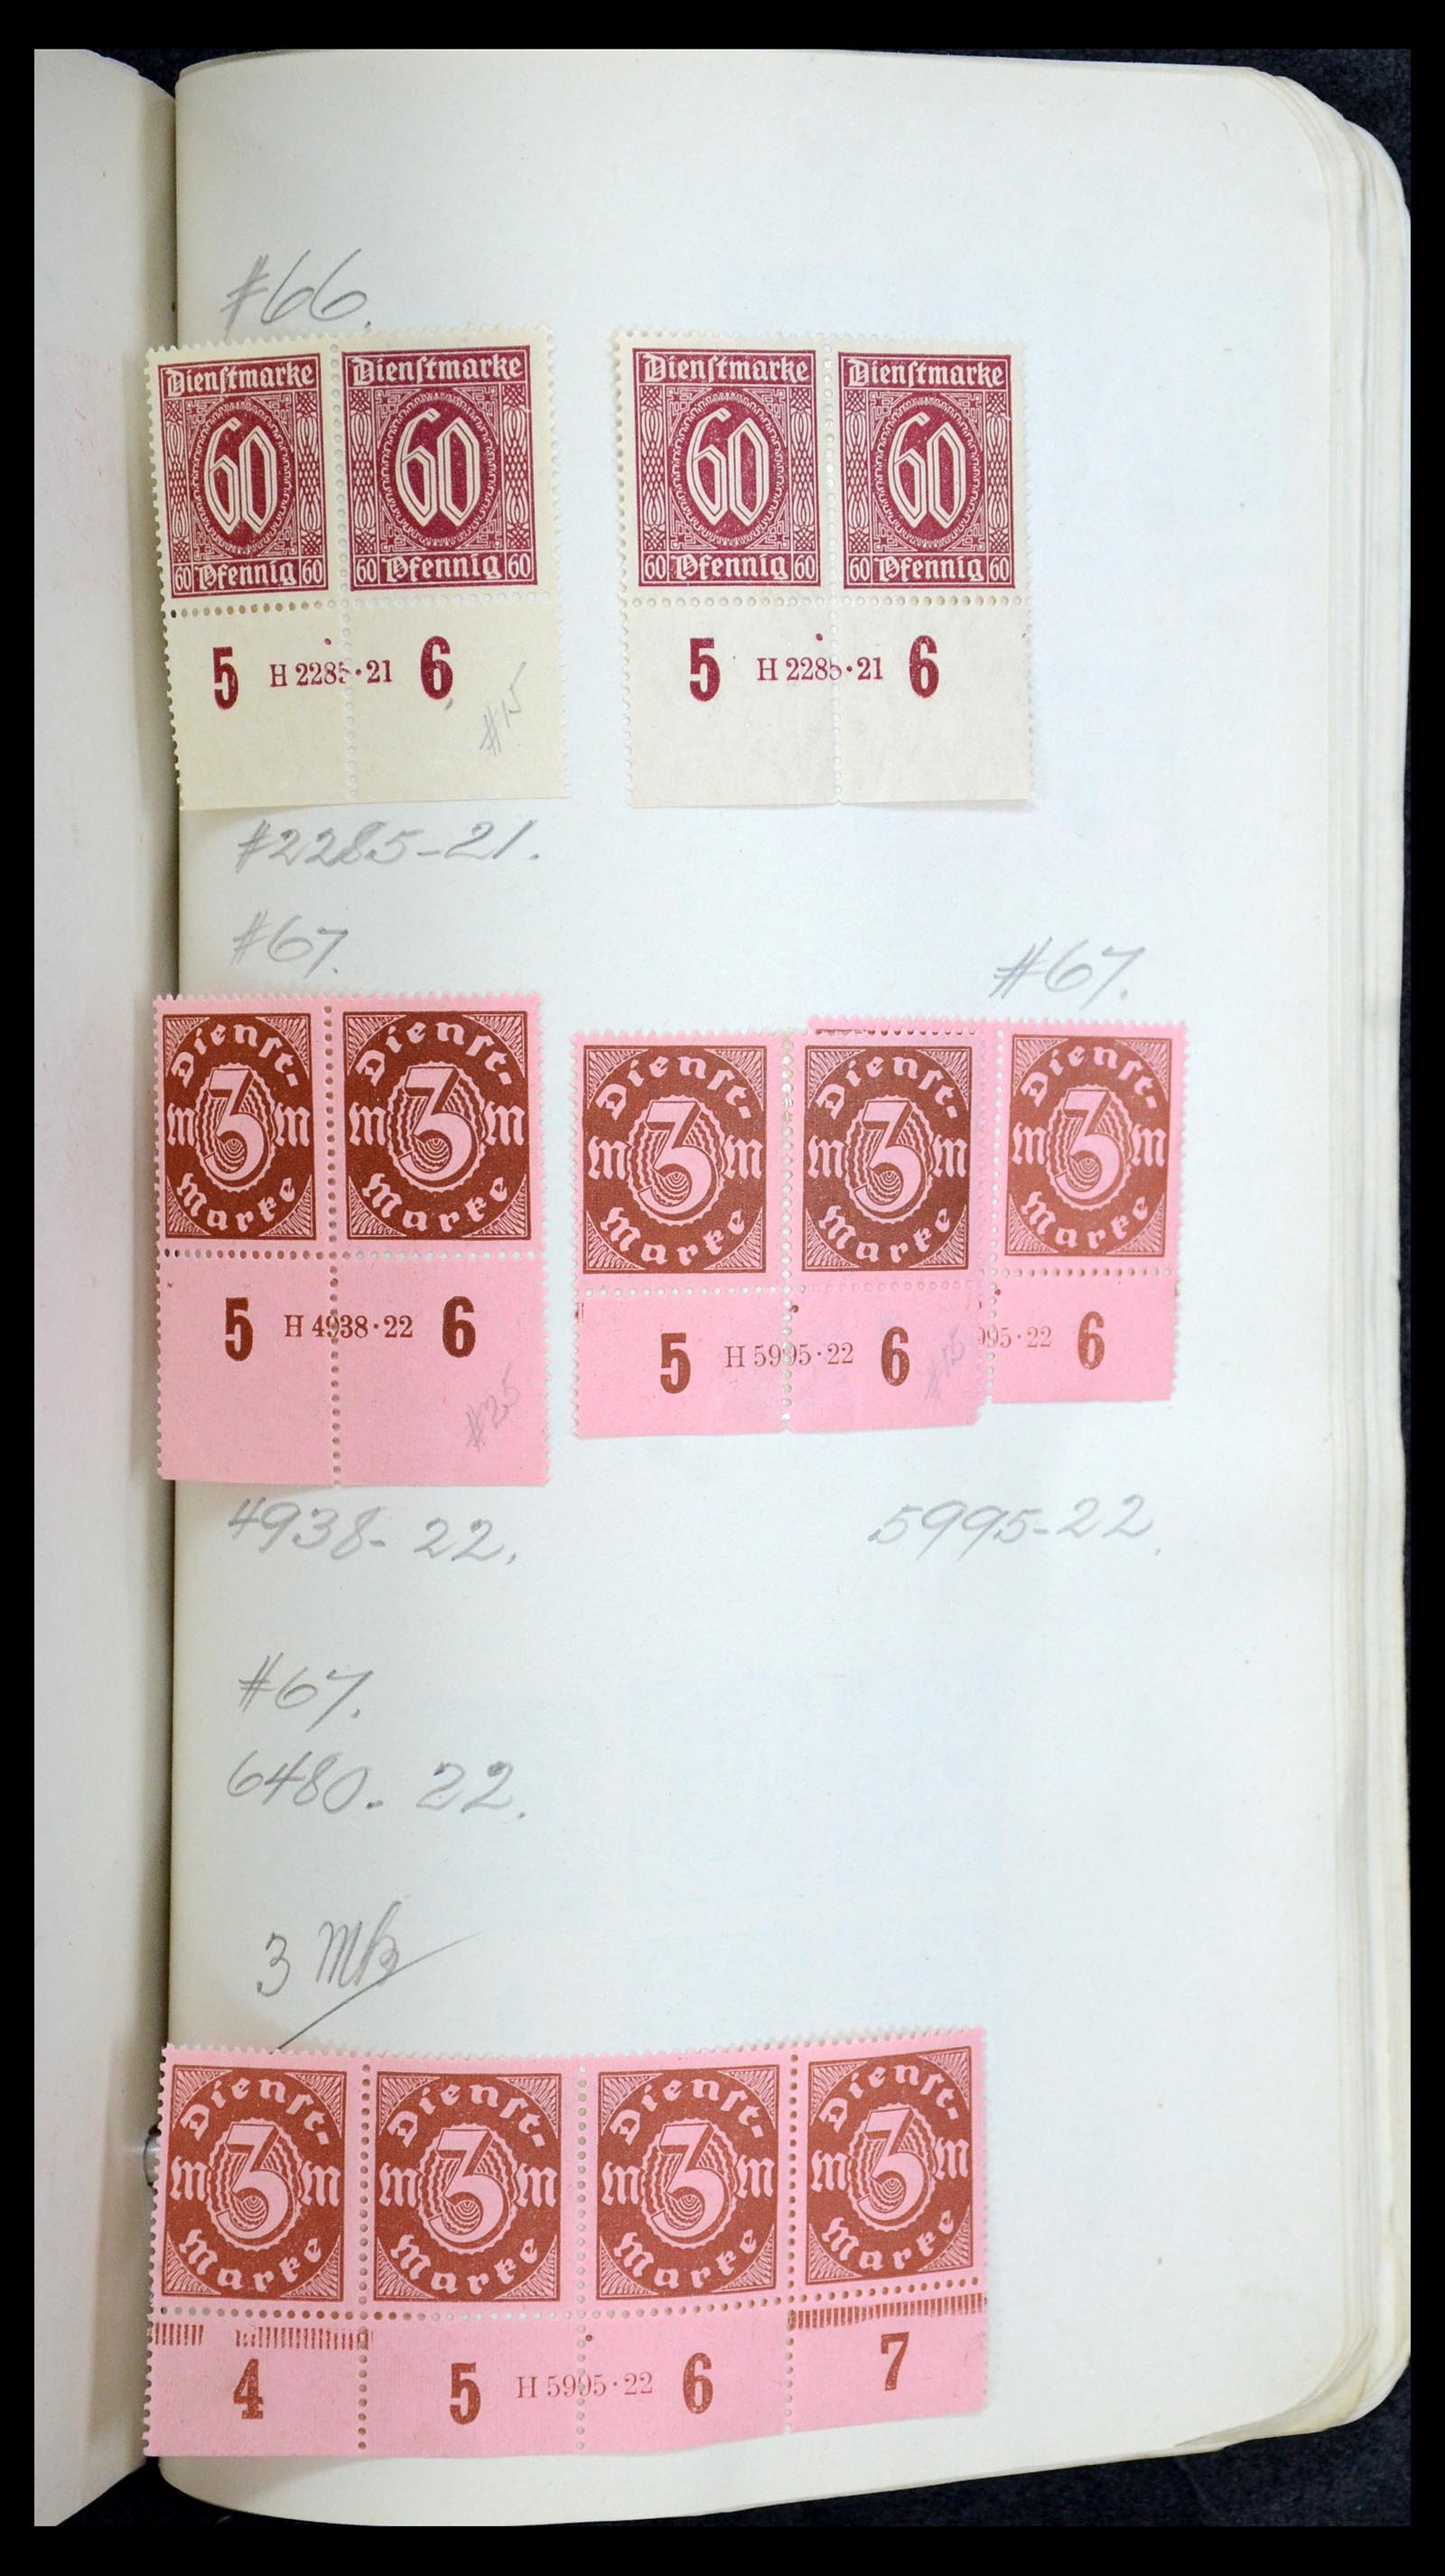 #66.
Dienstmarke Dienstmarke
60 60
60 Pfennig 60 60 Pfennig 60
5 H 2285·21 6
#15
Dienstmarke Dienstmarke
60 60
60 Pfennig 60 60 Pfennig 60
5 H 2285·21 6
#2285-21.
#67.
Dienst- Dienst-
m 3 m m 3 m
Marke Marke
5 H 4938·22 6
#25
4938-22.
#67.
Dienst- Dienst- Dienst-
m 3 m m 3 m m 3 m
Marke Marke Marke
5 H 5995·22 6 995·22 6
#15
5995-22.
#67.
6480-22.
3 Mk
Dienst- Dienst- Dienst- Dienst-
m 3 m m 3 m m 3 m m 3 m
Marke Marke Marke Marke
4 5 H 5995·22 6 7